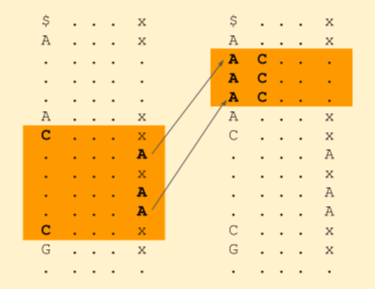 $ . . . x
A . . . x
. . . . .
. . . . .
. . . . .
A . . . x
C . . . x
. . . . A
. . . . x
. . . . A
. . . . A
C . . . x
G . . . x
. . . . .
$ . . . x
A . . . x
A C . . .
A C . . .
A C . . .
A . . . x
C . . . x
. . . . A
. . . . x
. . . . A
. . . . A
C . . . x
G . . . x
. . . . .